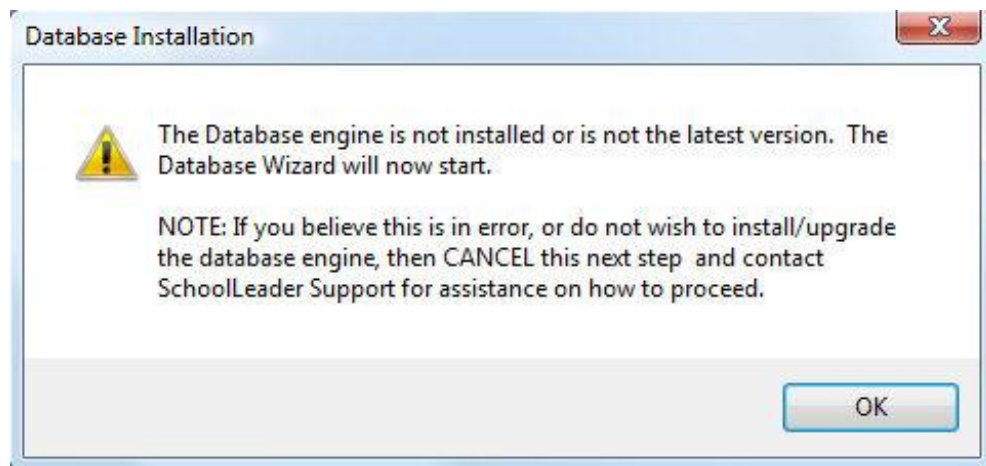 Database Installation
The Database engine is not installed or is not the latest version.  The
Database Wizard will now start.
NOTE: If you believe this is in error, or do not wish to install/upgrade
the database engine, then CANCEL this next step  and contact
SchoolLeader Support for assistance on how to proceed.
OK